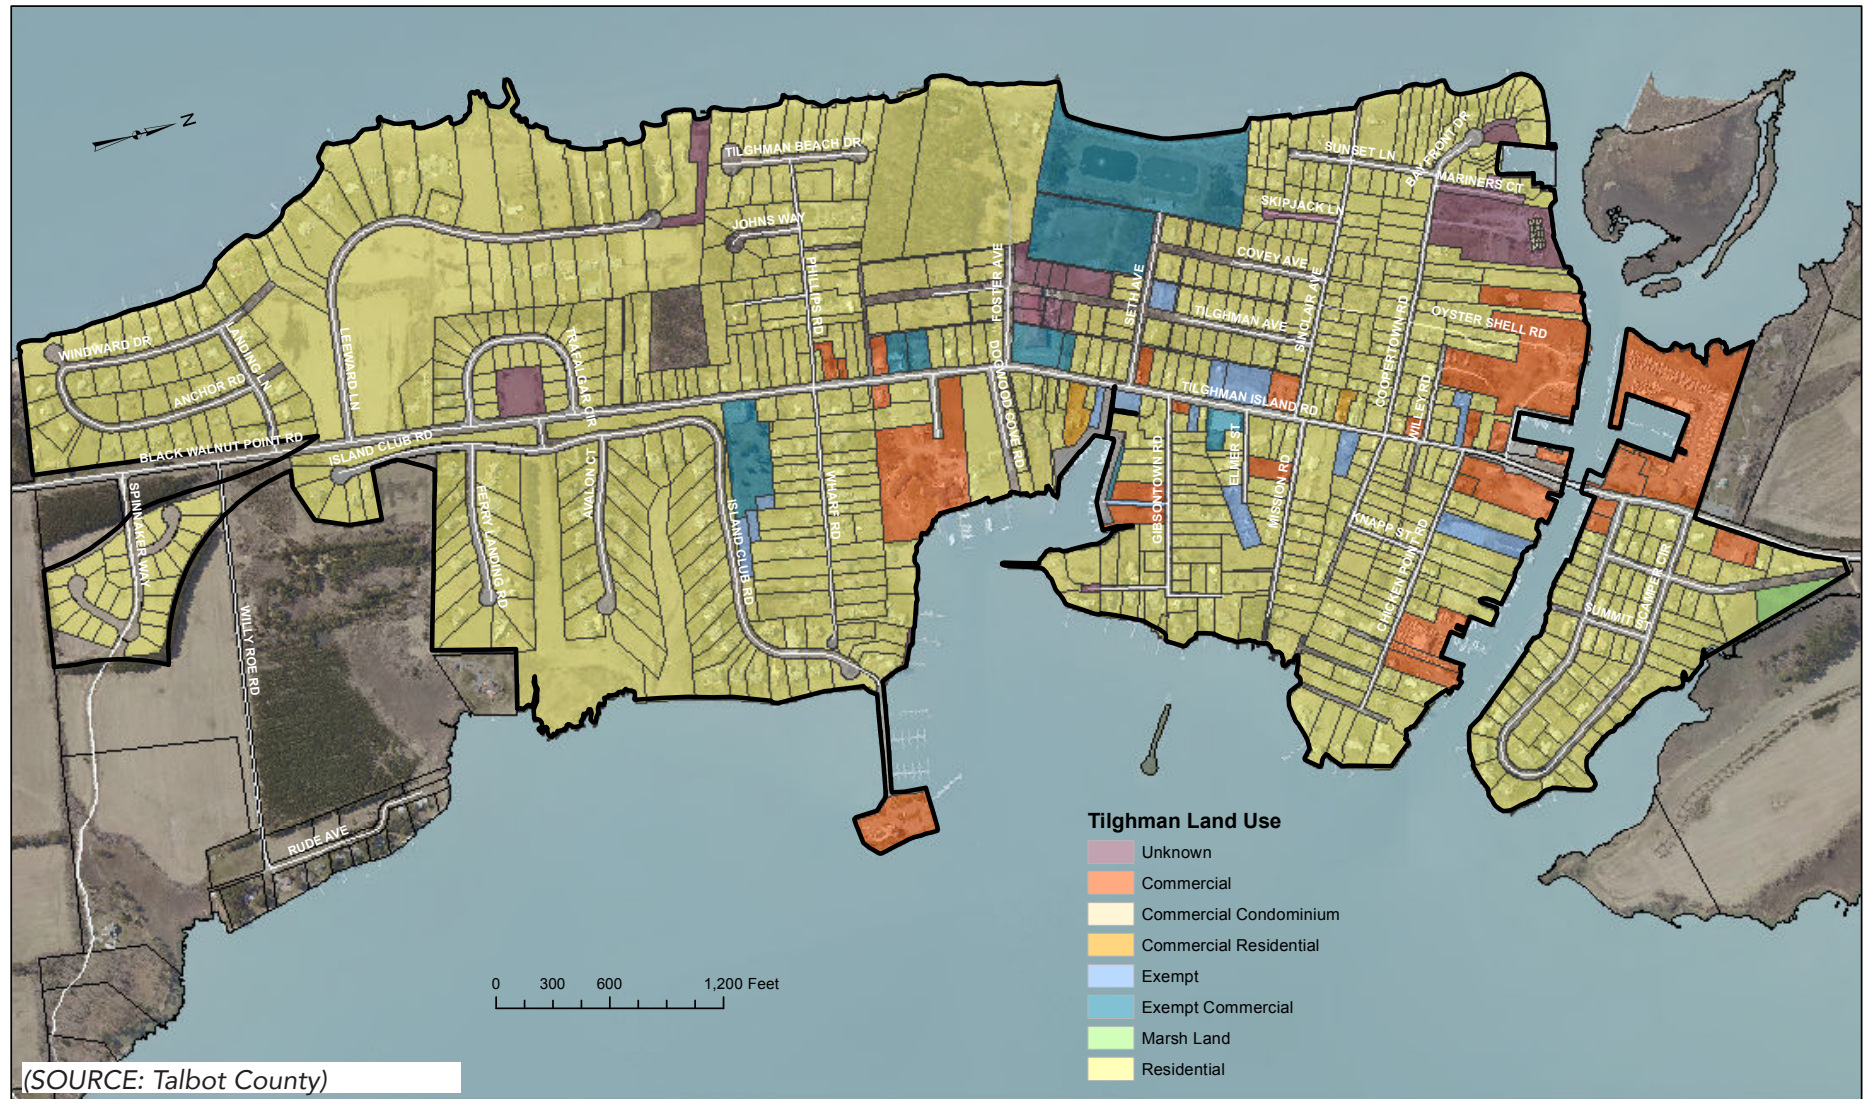 N
TILGHMAN BEACH DR
SUNSET LN
BAYFRONT DR
MARINERS CT
SKIPJACK LN
JOHNS WAY
COVEY AVE
PHILLIPS RD
FOSTER AVE
SETH AVE
SINCLAIR AVE
COOPERTOWN RD
OYSTER SHELL RD
TILGHMAN AVE
WINDWARD DR
LANDING LN
LEEWARD LN
TRAFALGAR CIR
ANCHOR RD
DOGWOOD COVE RD
TILGHMAN ISLAND RD
WILLEY RD
BLACK WALNUT POINT RD
ISLAND CLUB RD
SPINNAKER WAY
FERRY LANDING RD
AVALON CT
ISLAND CLUB RD
WHARF RD
GIBSONTOWN RD
ELMER ST
MISSION RD
KNAPP ST
CHICKEN POINT RD
CAMPER CIR
SUMMIT ST
WILLY ROE RD
RUDE AVE
Tilghman Land Use
Unknown
Commercial
Commercial Condominium
Commercial Residential
Exempt
Exempt Commercial
Marsh Land
Residential
0 300 600 1,200 Feet
(SOURCE: Talbot County)